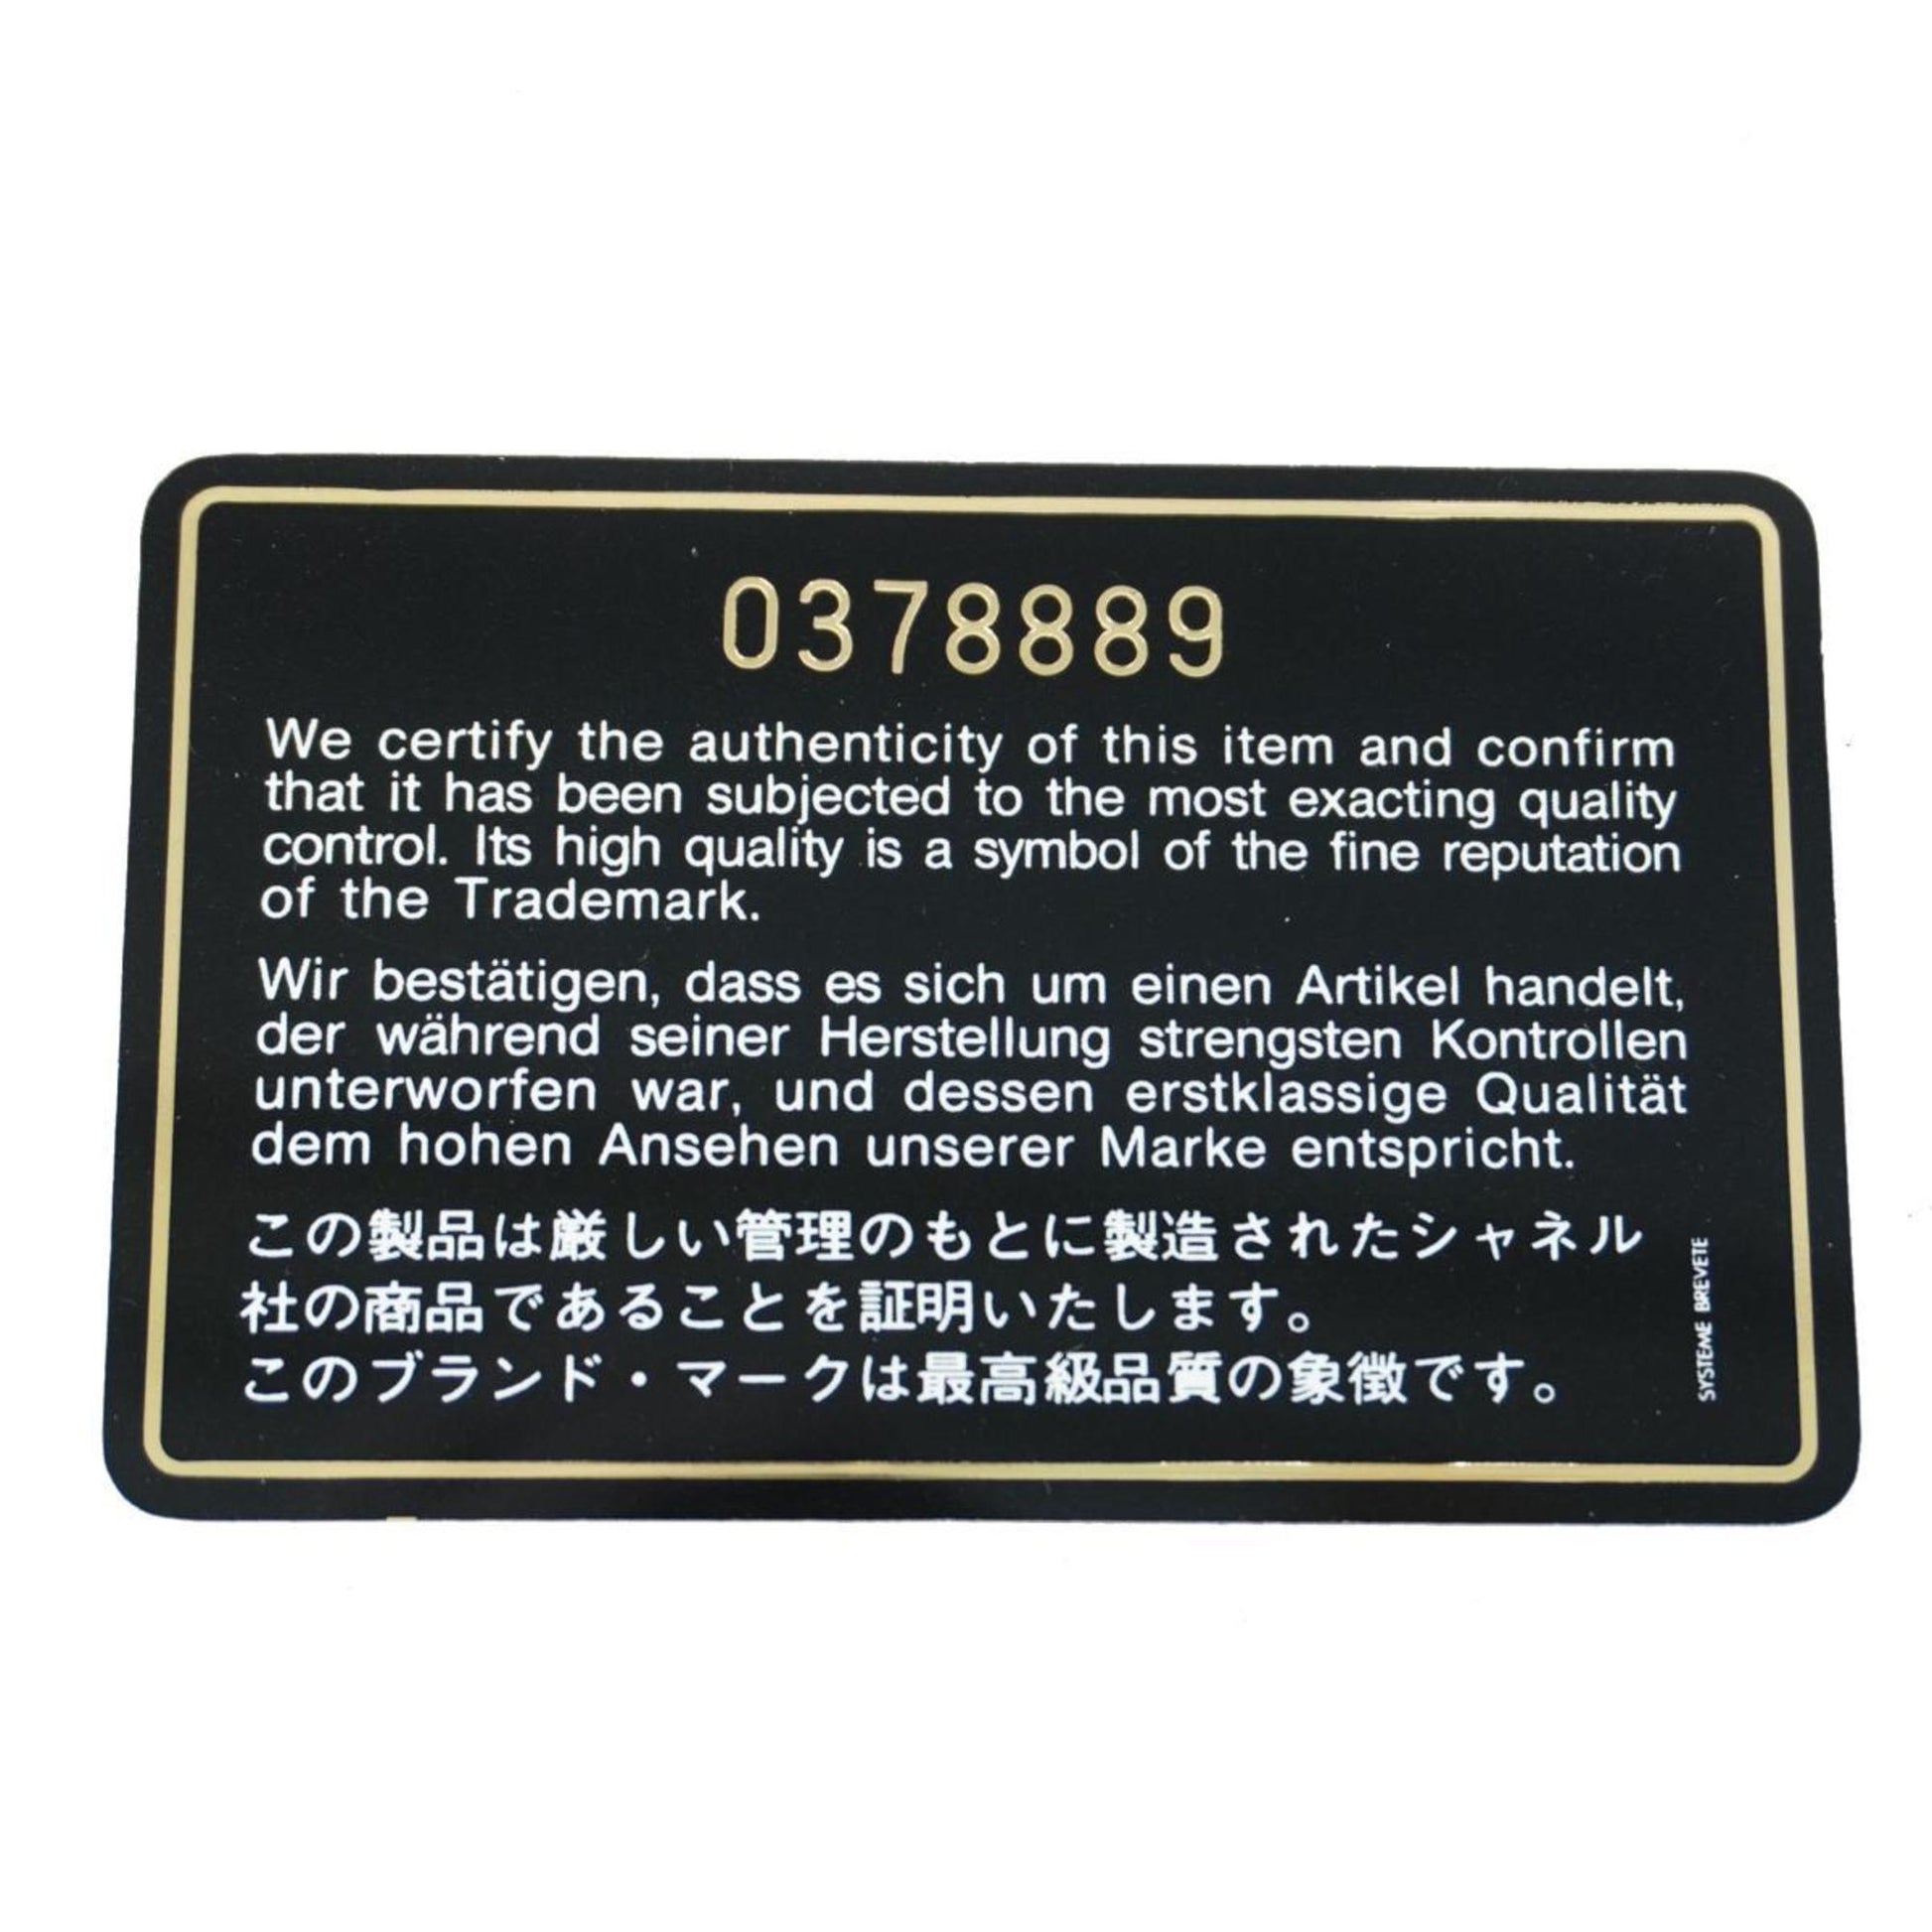 0378889
We certify the authenticity of this item and confirm
that it has been subjected to the most exacting quality
control. Its high quality is a symbol of the fine reputation
of the Trademark.
Wir bestätigen, dass es sich um einen Artikel handelt,
der während seiner Herstellung strengsten Kontrollen
unterworfen war, und dessen erstklassige Qualität
dem hohen Ansehen unserer Marke entspricht.
この製品は厳しい管理のもとに製造されたシャネル
社の商品であることを証明いたします。
このブランド・マークは最高級品質の象徴です。
SYSTEME BREVETE